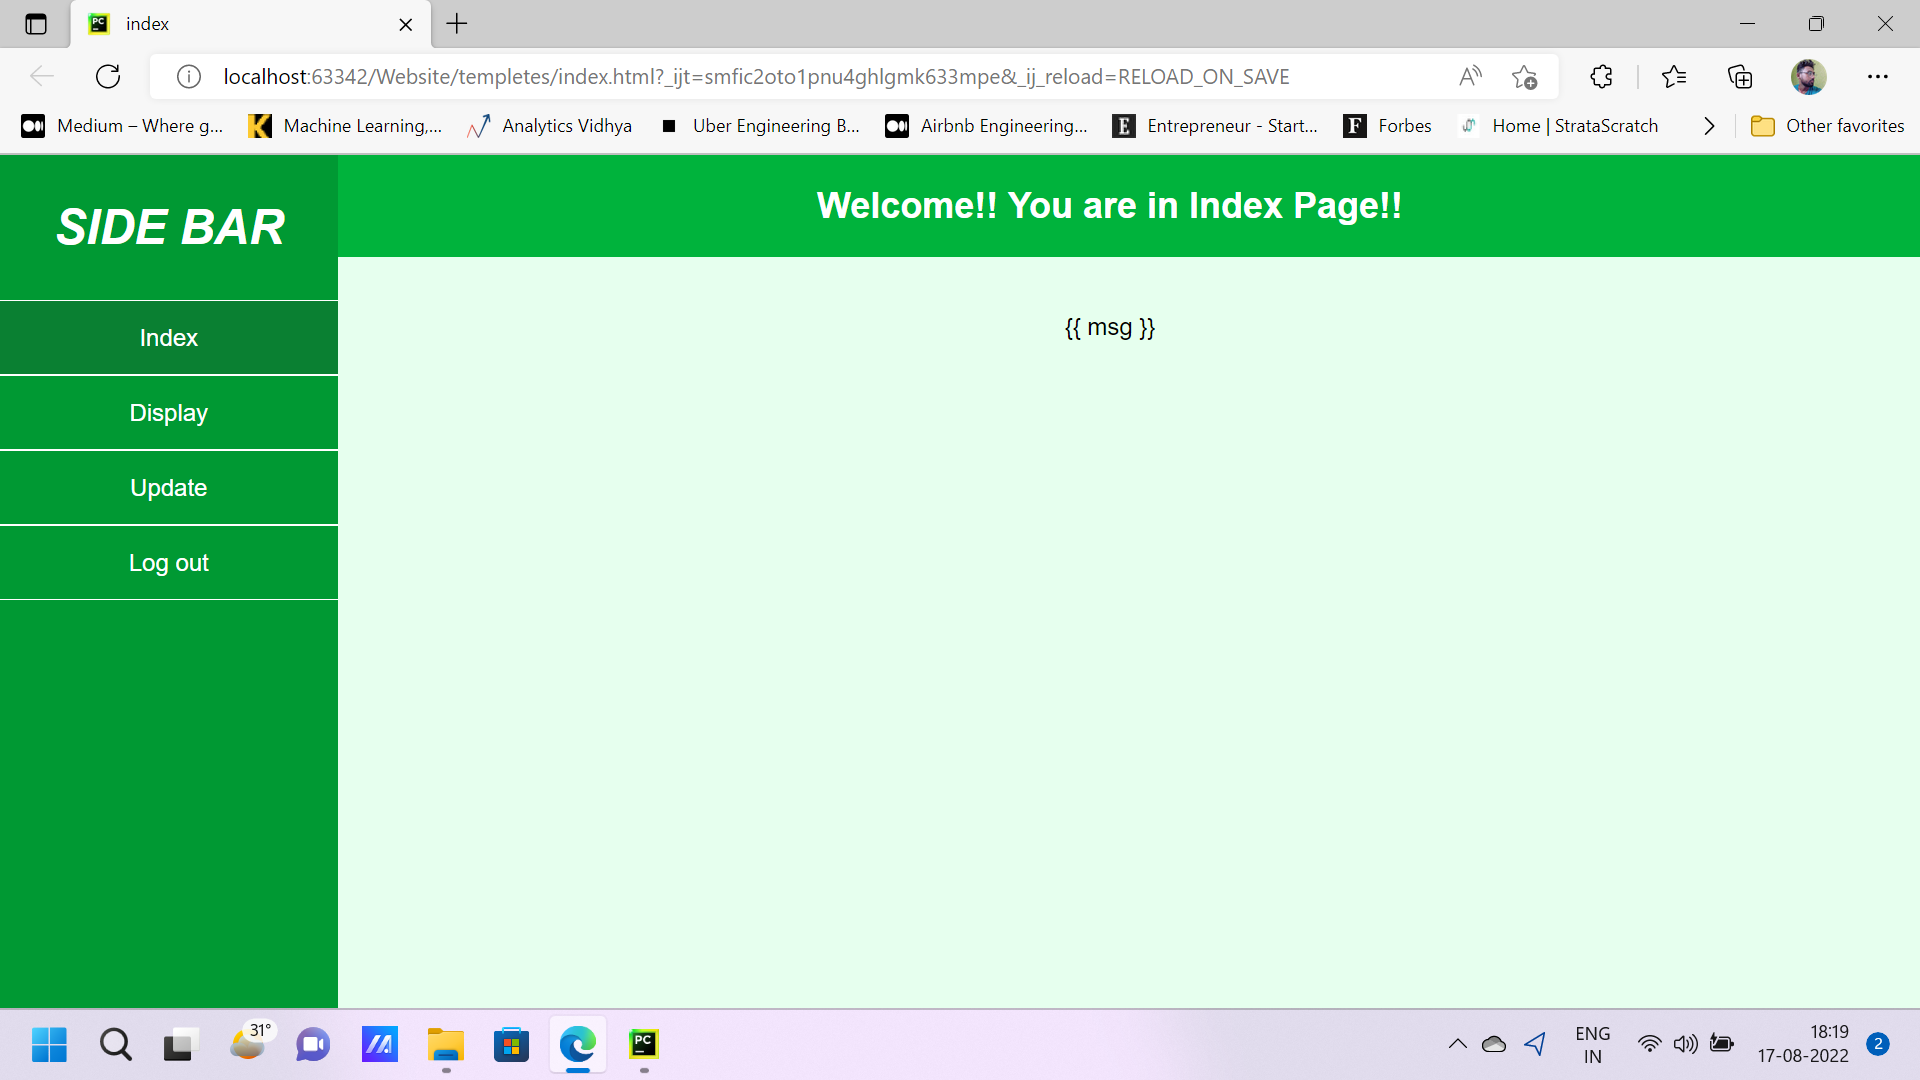 index
localhost:63342/Website/templetes/index.html?_ijt=smfic2oto1pnu4ghlgmk633mpe&_ij_reload=RELOAD_ON_SAVE
Medium – Where g... Machine Learning,... Analytics Vidhya Uber Engineering B... Airbnb Engineering... Entrepreneur - Start... Forbes Home | StrataScratch Other favorites
SIDE BAR
Welcome!! You are in Index Page!!
Index
Display
Update
Log out
{{ msg }}
31°
PC
ENG
IN
18:19
17-08-2022
2